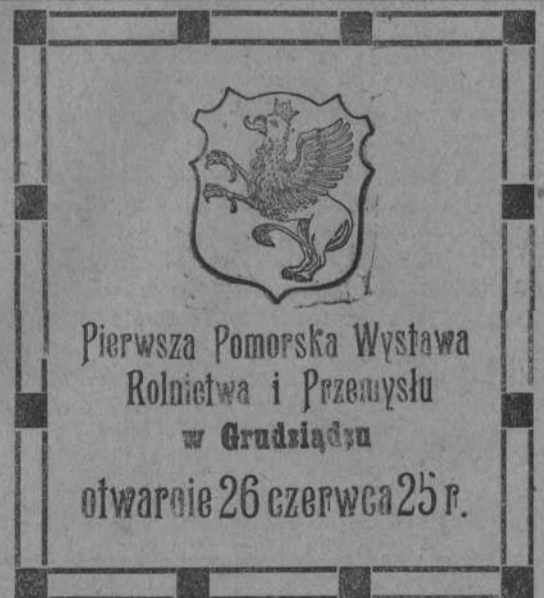 Pierwsza Pomorska Wystawa
Rolnictwa i Przemysłu
w Grudziądzu
otwarcie 26 czerwca 25 r.